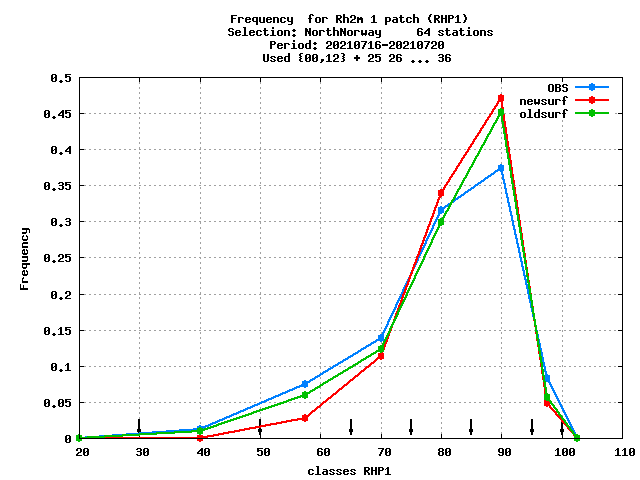 Frequency  for Rh2m 1 patch (RHP1)
Selection: NorthNorway     64 stations
Period: 20210716-20210720
Used {00,12} + 25 26 ... 36
OBS
newsurf
oldsurf
0.5
0.45
0.4
0.35
0.3
0.25
0.2
0.15
0.1
0.05
0
Frequency
20 30 40 50 60 70 80 90 100 110
classes RHP1